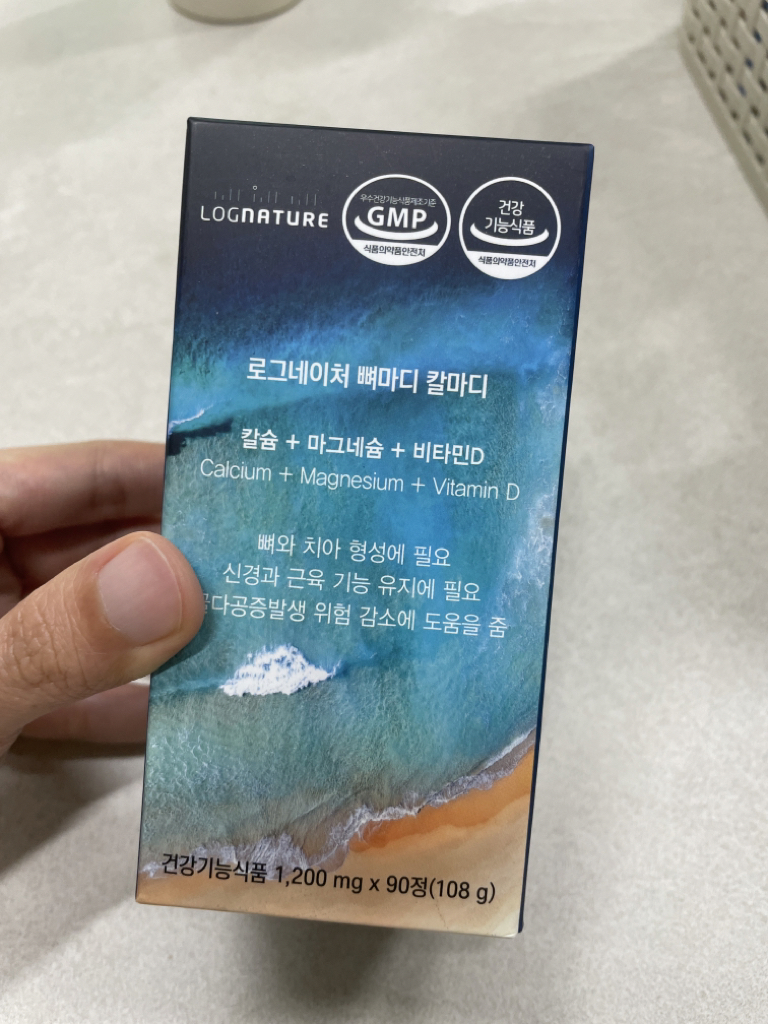 LOGNATURE
우수건강기능식품제조기준
GMP
식품의약품안전처
건강
기능식품
식품의약품안전처
로그네이처 뼈마디 칼마디
칼슘 + 마그네슘 + 비타민D
Calcium + Magnesium + Vitamin D
뼈와 치아 형성에 필요
신경과 근육 기능 유지에 필요
골다공증발생 위험 감소에 도움을 줌
건강기능식품 1,200 mg x 90정(108 g)